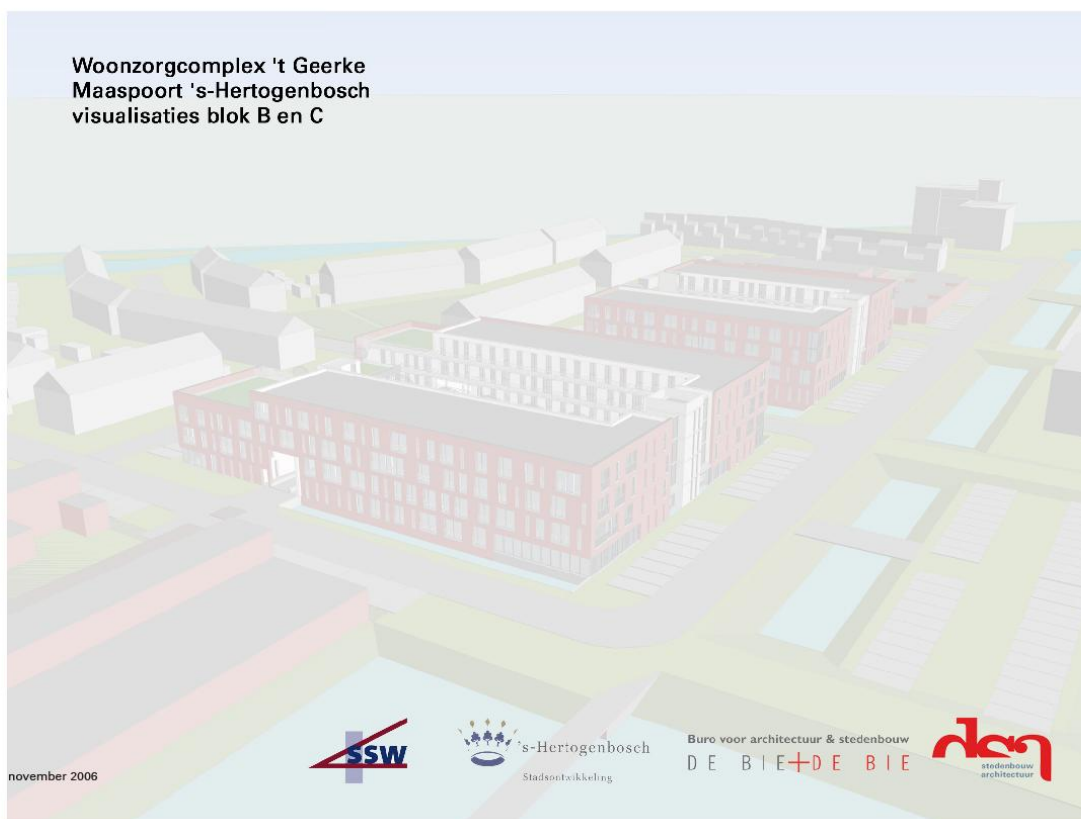 Woonzorgcomplex 't Geerke
Maaspoort 's-Hertogenbosch
visualisaties blok B en C
november 2006
SSW
's-Hertogenbosch
Stadsontwikkeling
Buro voor architectuur & stedenbouw
DE BIE+DE BIE
stedenbouw
architectuur